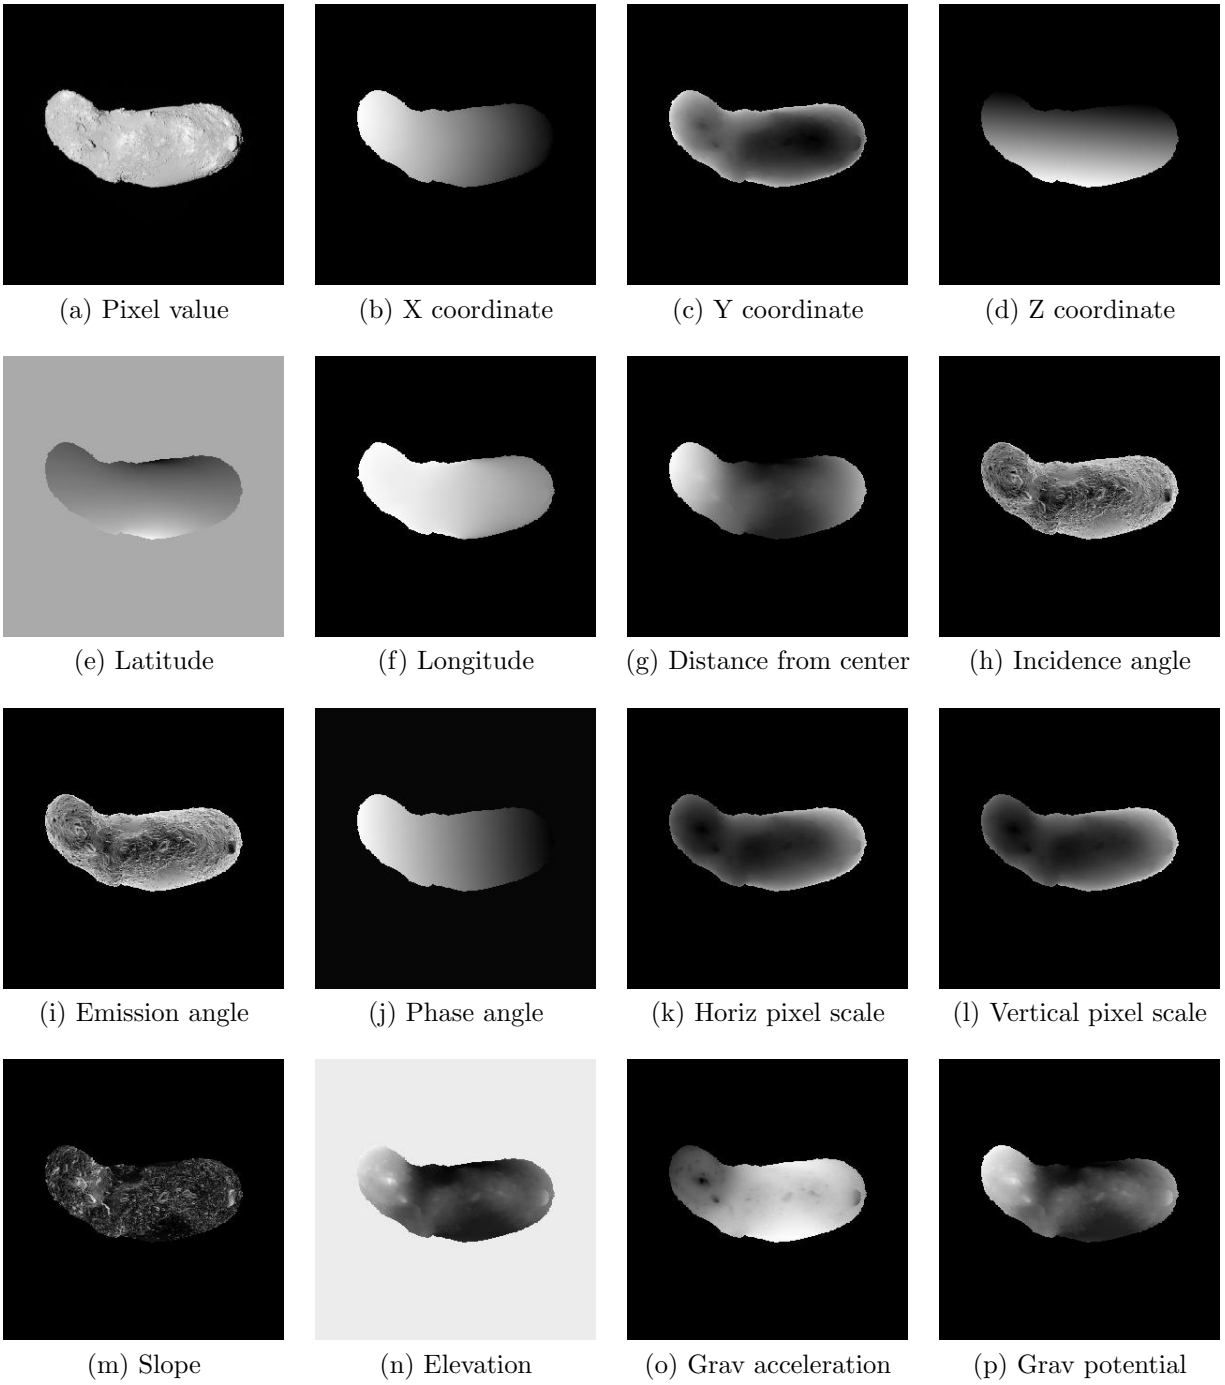 (a) Pixel value
(b) X coordinate
(c) Y coordinate
(d) Z coordinate
(e) Latitude
(f) Longitude
(g) Distance from center
(h) Incidence angle
(i) Emission angle
(j) Phase angle
(k) Horiz pixel scale
(l) Vertical pixel scale
(m) Slope
(n) Elevation
(o) Grav acceleration
(p) Grav potential